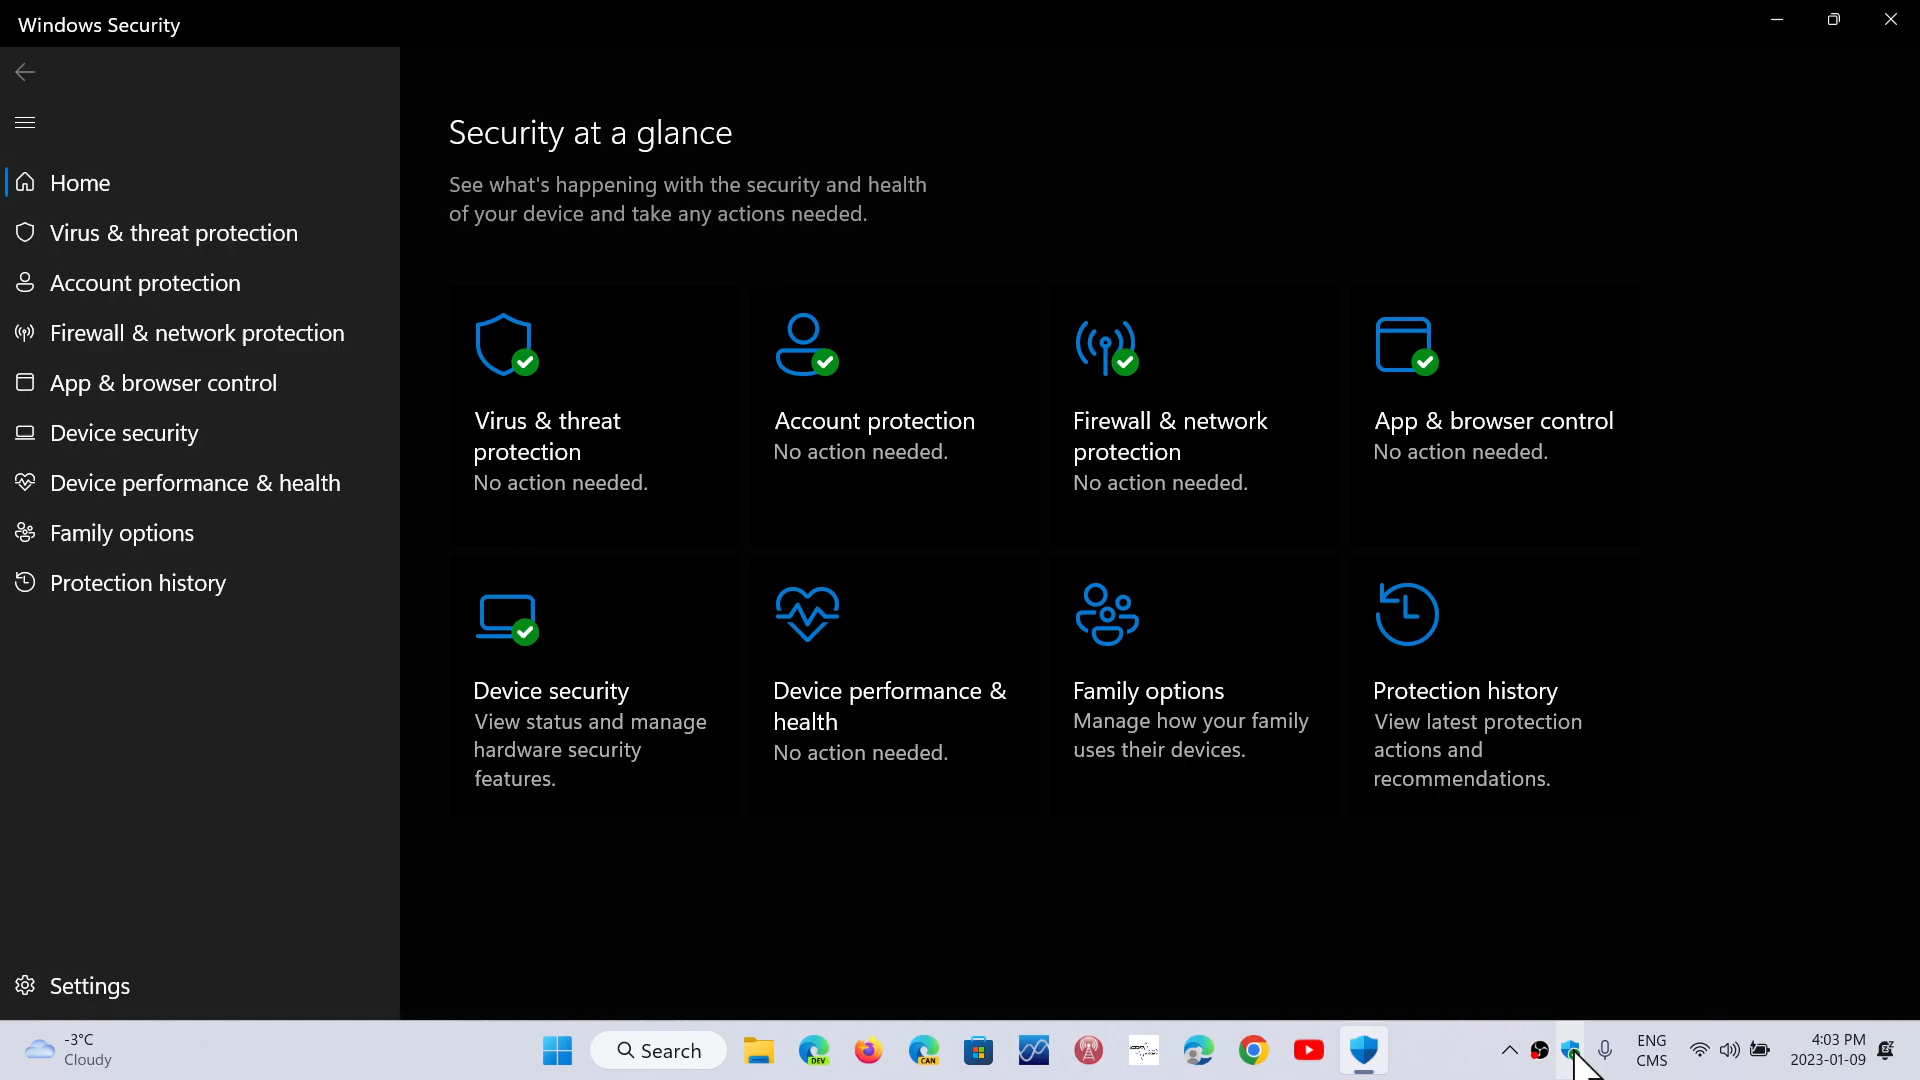 Windows Security
Home
Virus & threat protection
Account protection
Firewall & network protection
App & browser control
Device security
Device performance & health
Family options
Protection history
Settings
Security at a glance
See what's happening with the security and health
of your device and take any actions needed.
Virus & threat
protection
No action needed.
Account protection
No action needed.
Firewall & network
protection
No action needed.
App & browser control
No action needed.
Device security
View status and manage
hardware security
features.
Device performance &
health
No action needed.
Family options
Manage how your family
uses their devices.
Protection history
View latest protection
actions and
recommendations.
-3°C
Cloudy
Search
DEV
CAN
ENG
CMS
4:03 PM
2023-01-09